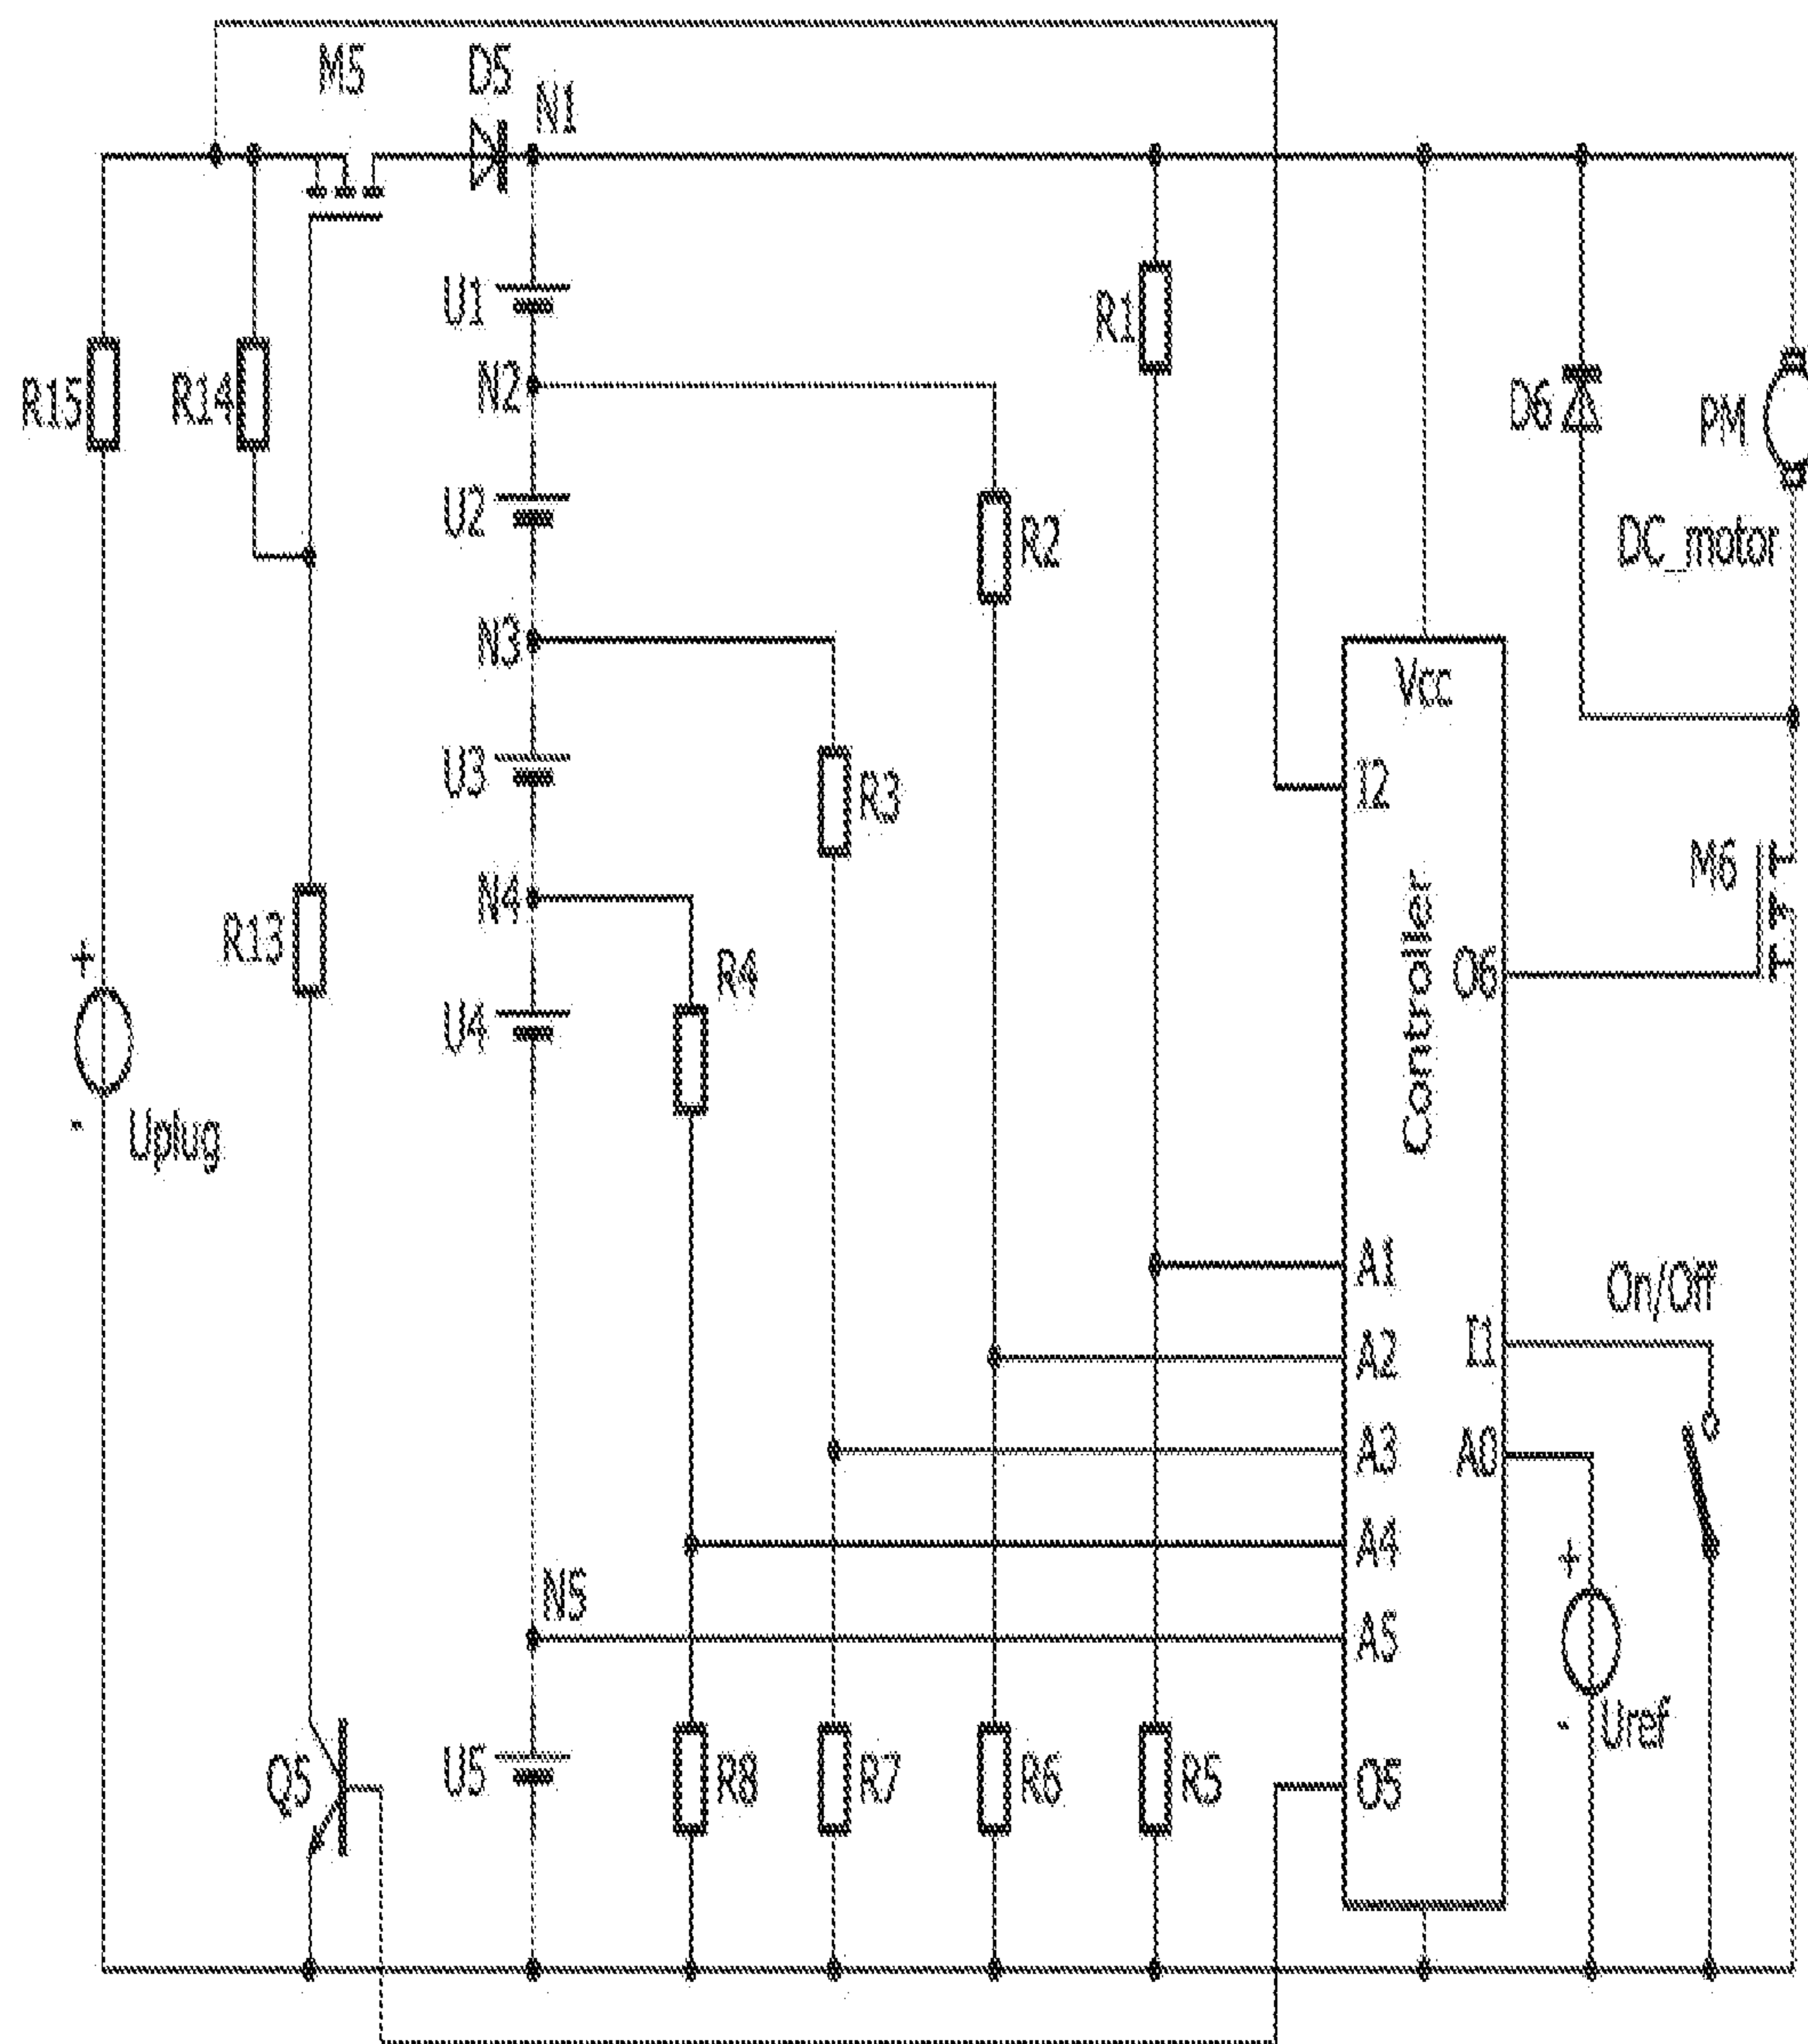 M5
D5
N1
U1
R1
R15
R14
N2
D6
PM
U2
R2
DC_motor
N3
Vcc
U3
R3
I2
N4
M6
R13
R4
Controller
O6
U4
+
-
Uplug
A1
On/Off
A2
I1
A3
A0
A4
+
N5
A5
-
Uref
Q5
U5
R8
R7
R6
R5
O5